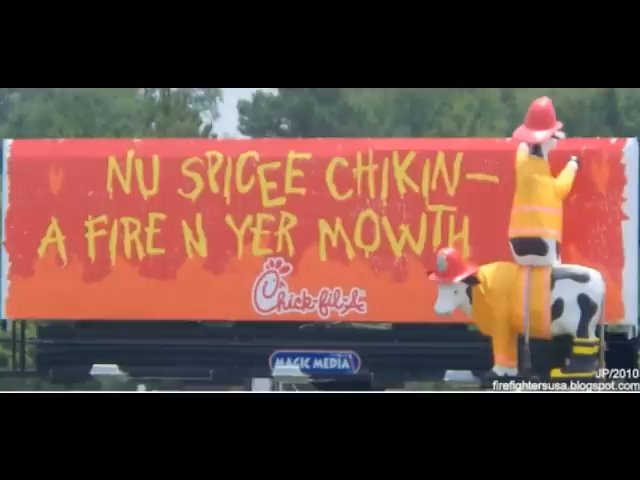 NU SPICEE CHIKIN—
A FIRE N YER MOWTH
Chick-fil-A
MAGIC MEDIA
JP/2010
firefightersusa.blogspot.com